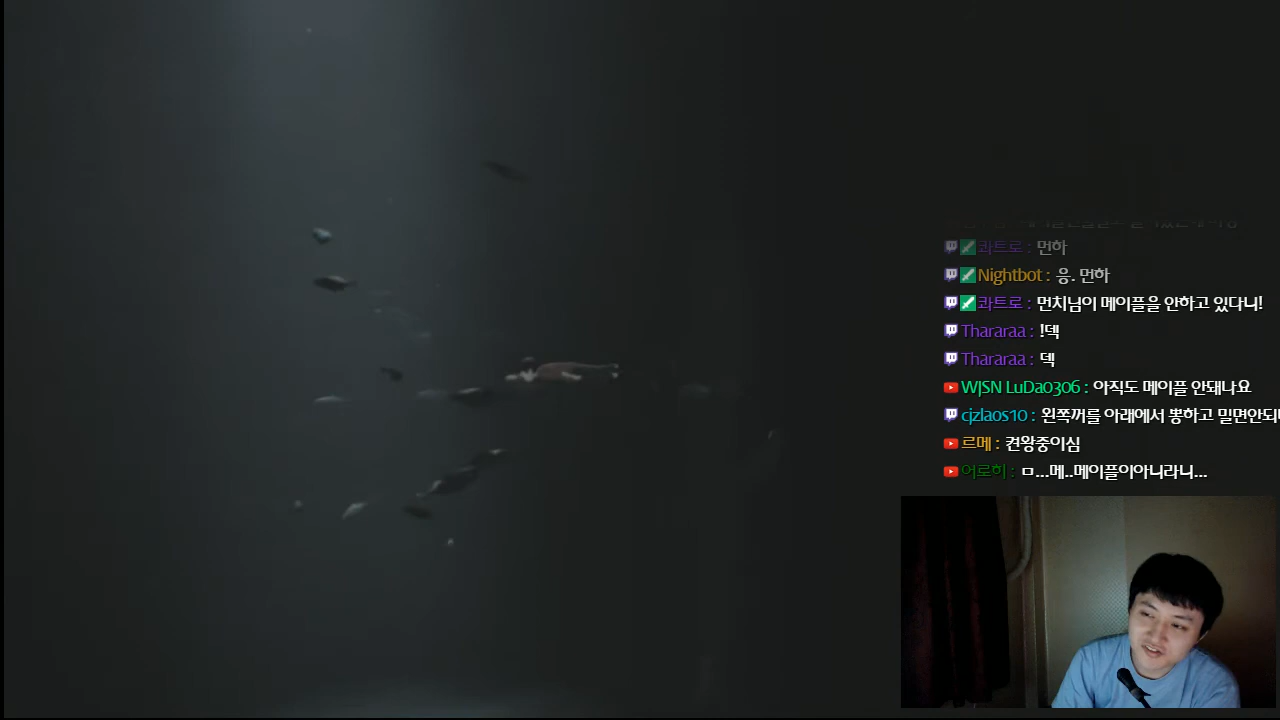 콰트로 : 먼하
Nightbot : 응. 먼하
콰트로 : 먼치님이 메이플을 안하고 있다니!
Thararaa : !덱
Thararaa : 덱
WJSN LuDa0306 : 아직도 메이플 안돼나요
cjzlaos10 : 왼쪽꺼를 아래에서 뽱하고 밀면안되
르메 : 켠왕중이심
어로히 : ㅁ...메..메이플이아니라니...